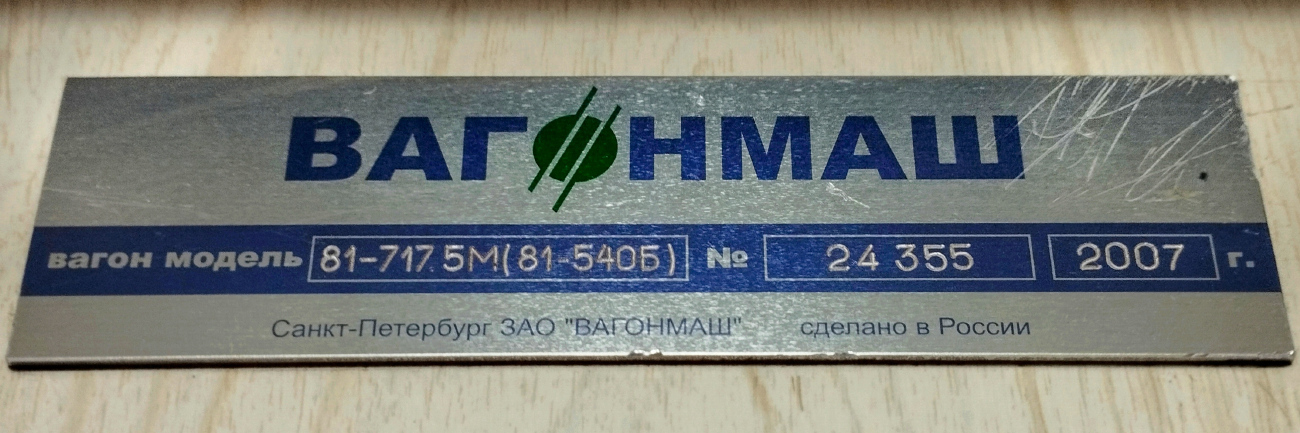 ВАГОНМАШ
вагон модель 81-717.5М(81-540Б) № 24 355 2007 г.
Санкт-Петербург ЗАО "ВАГОНМАШ" сделано в России